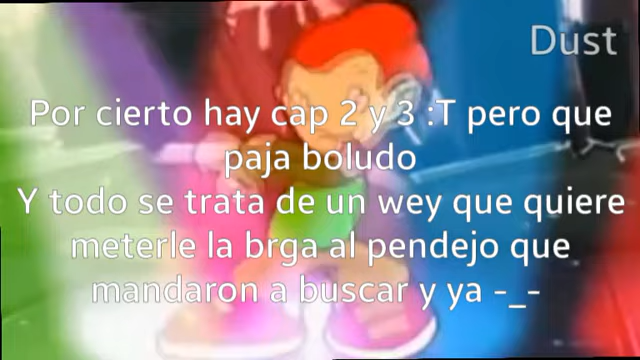 Dust
Por cierto hay cap 2 y 3 :T pero que
paja boludo
Y todo se trata de un wey que quiere
meterle la brga al pendejo que
mandaron a buscar y ya -_-